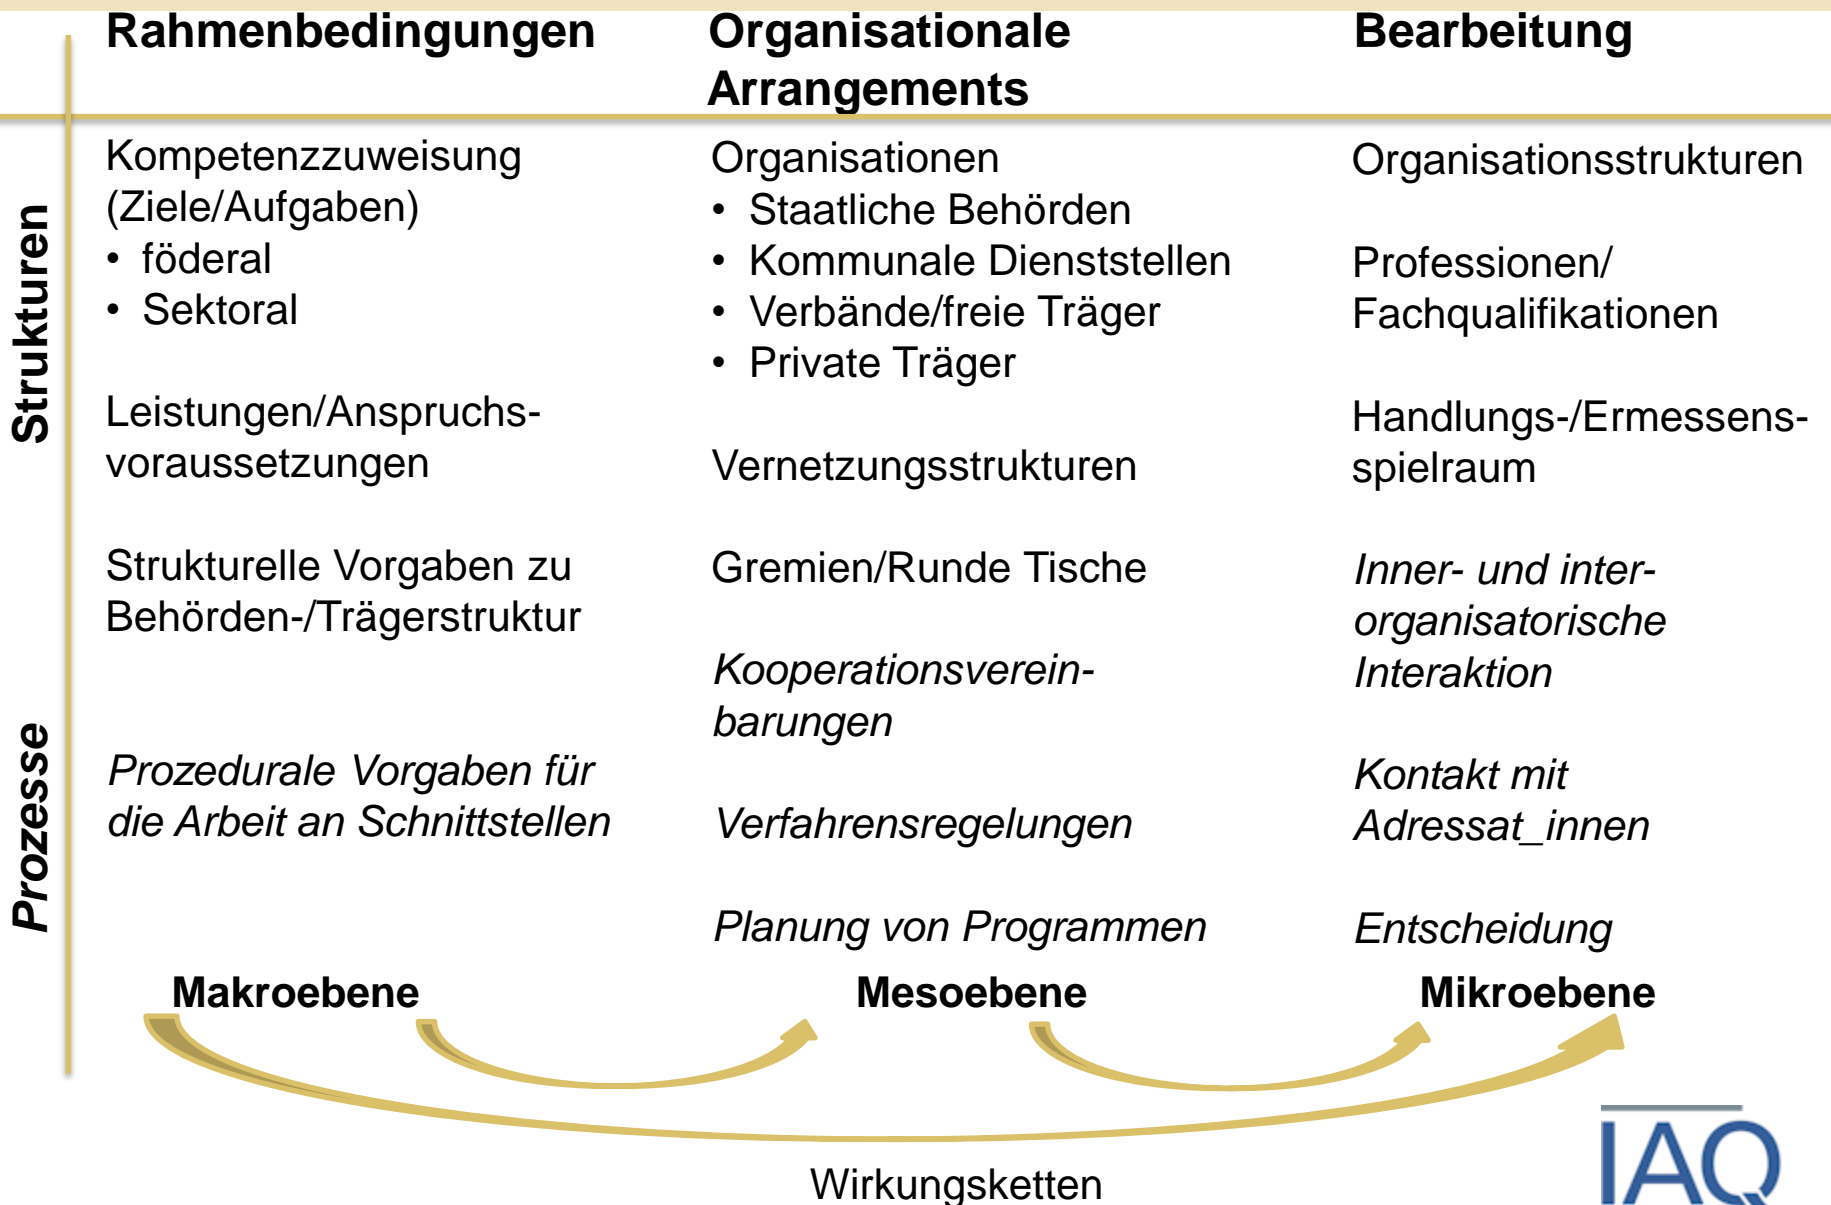 Rahmenbedingungen
Organisationale
Arrangements
Bearbeitung
Strukturen
Prozesse
Kompetenzzuweisung
(Ziele/Aufgaben)
• föderal
• Sektoral
Leistungen/Anspruchs-
voraussetzungen
Strukturelle Vorgaben zu
Behörden-/Trägerstruktur
Prozedurale Vorgaben für
die Arbeit an Schnittstellen
Organisationen
• Staatliche Behörden
• Kommunale Dienststellen
• Verbände/freie Träger
• Private Träger
Vernetzungsstrukturen
Gremien/Runde Tische
Kooperationsverein-
barungen
Verfahrensregelungen
Planung von Programmen
Organisationsstrukturen
Professionen/
Fachqualifikationen
Handlungs-/Ermessens-
spielraum
Inner- und inter-
organisatorische
Interaktion
Kontakt mit
Adressat_innen
Entscheidung
Makroebene
Mesoebene
Mikroebene
Wirkungsketten
IAQ